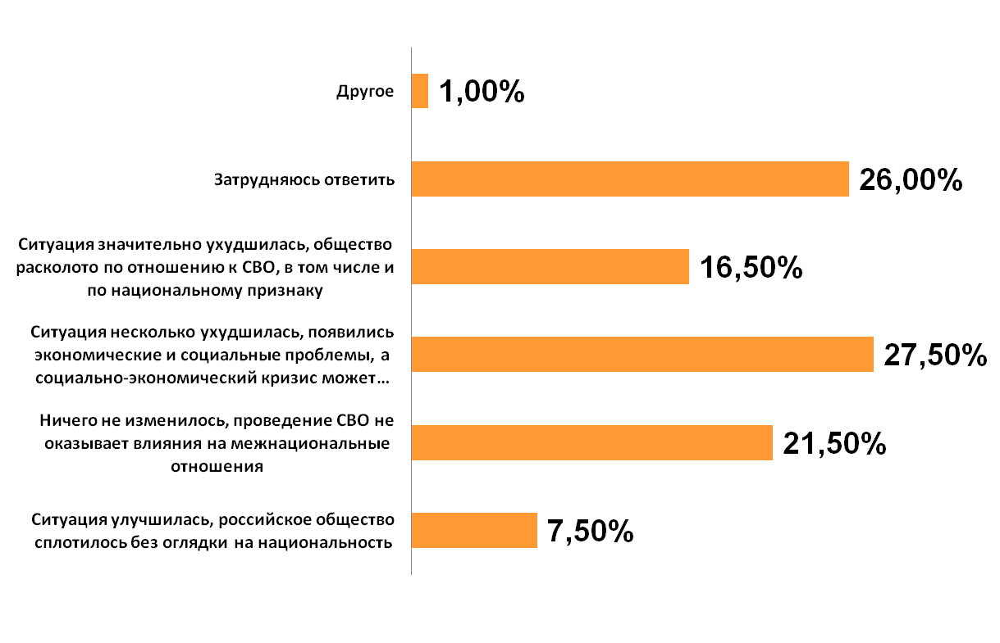 Другое
1,00%
Затрудняюсь ответить
26,00%
Ситуация значительно ухудшилась, общество
расколото по отношению к СВО, в том числе и
по национальному признаку
16,50%
Ситуация несколько ухудшилась, появились
экономические и социальные проблемы, а
социально-экономический кризис может...
27,50%
Ничего не изменилось, проведение СВО не
оказывает влияния на межнациональные
отношения
21,50%
Ситуация улучшилась, российское общество
сплотилось без оглядки на национальность
7,50%